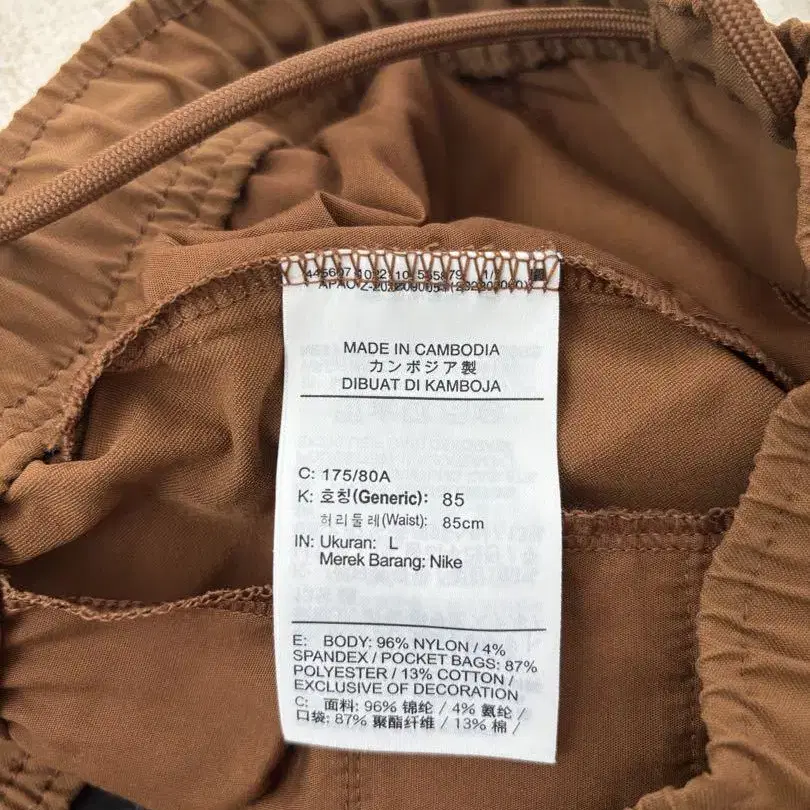 MADE IN CAMBODIA
カンボジア製
DIBUAT DI KAMBOJA
C: 175/80A
K: 호칭(Generic): 85
허리둘레(Waist): 85cm
IN: Ukuran: L
Merek Barang: Nike
E: BODY: 96% NYLON / 4%
SPANDEX / POCKET BAGS: 87%
POLYESTER / 13% COTTON /
EXCLUSIVE OF DECORATION
C: 面料: 96% 锦纶 / 4% 氨纶 /
口袋: 87% 聚酯纤维 / 13% 棉 /